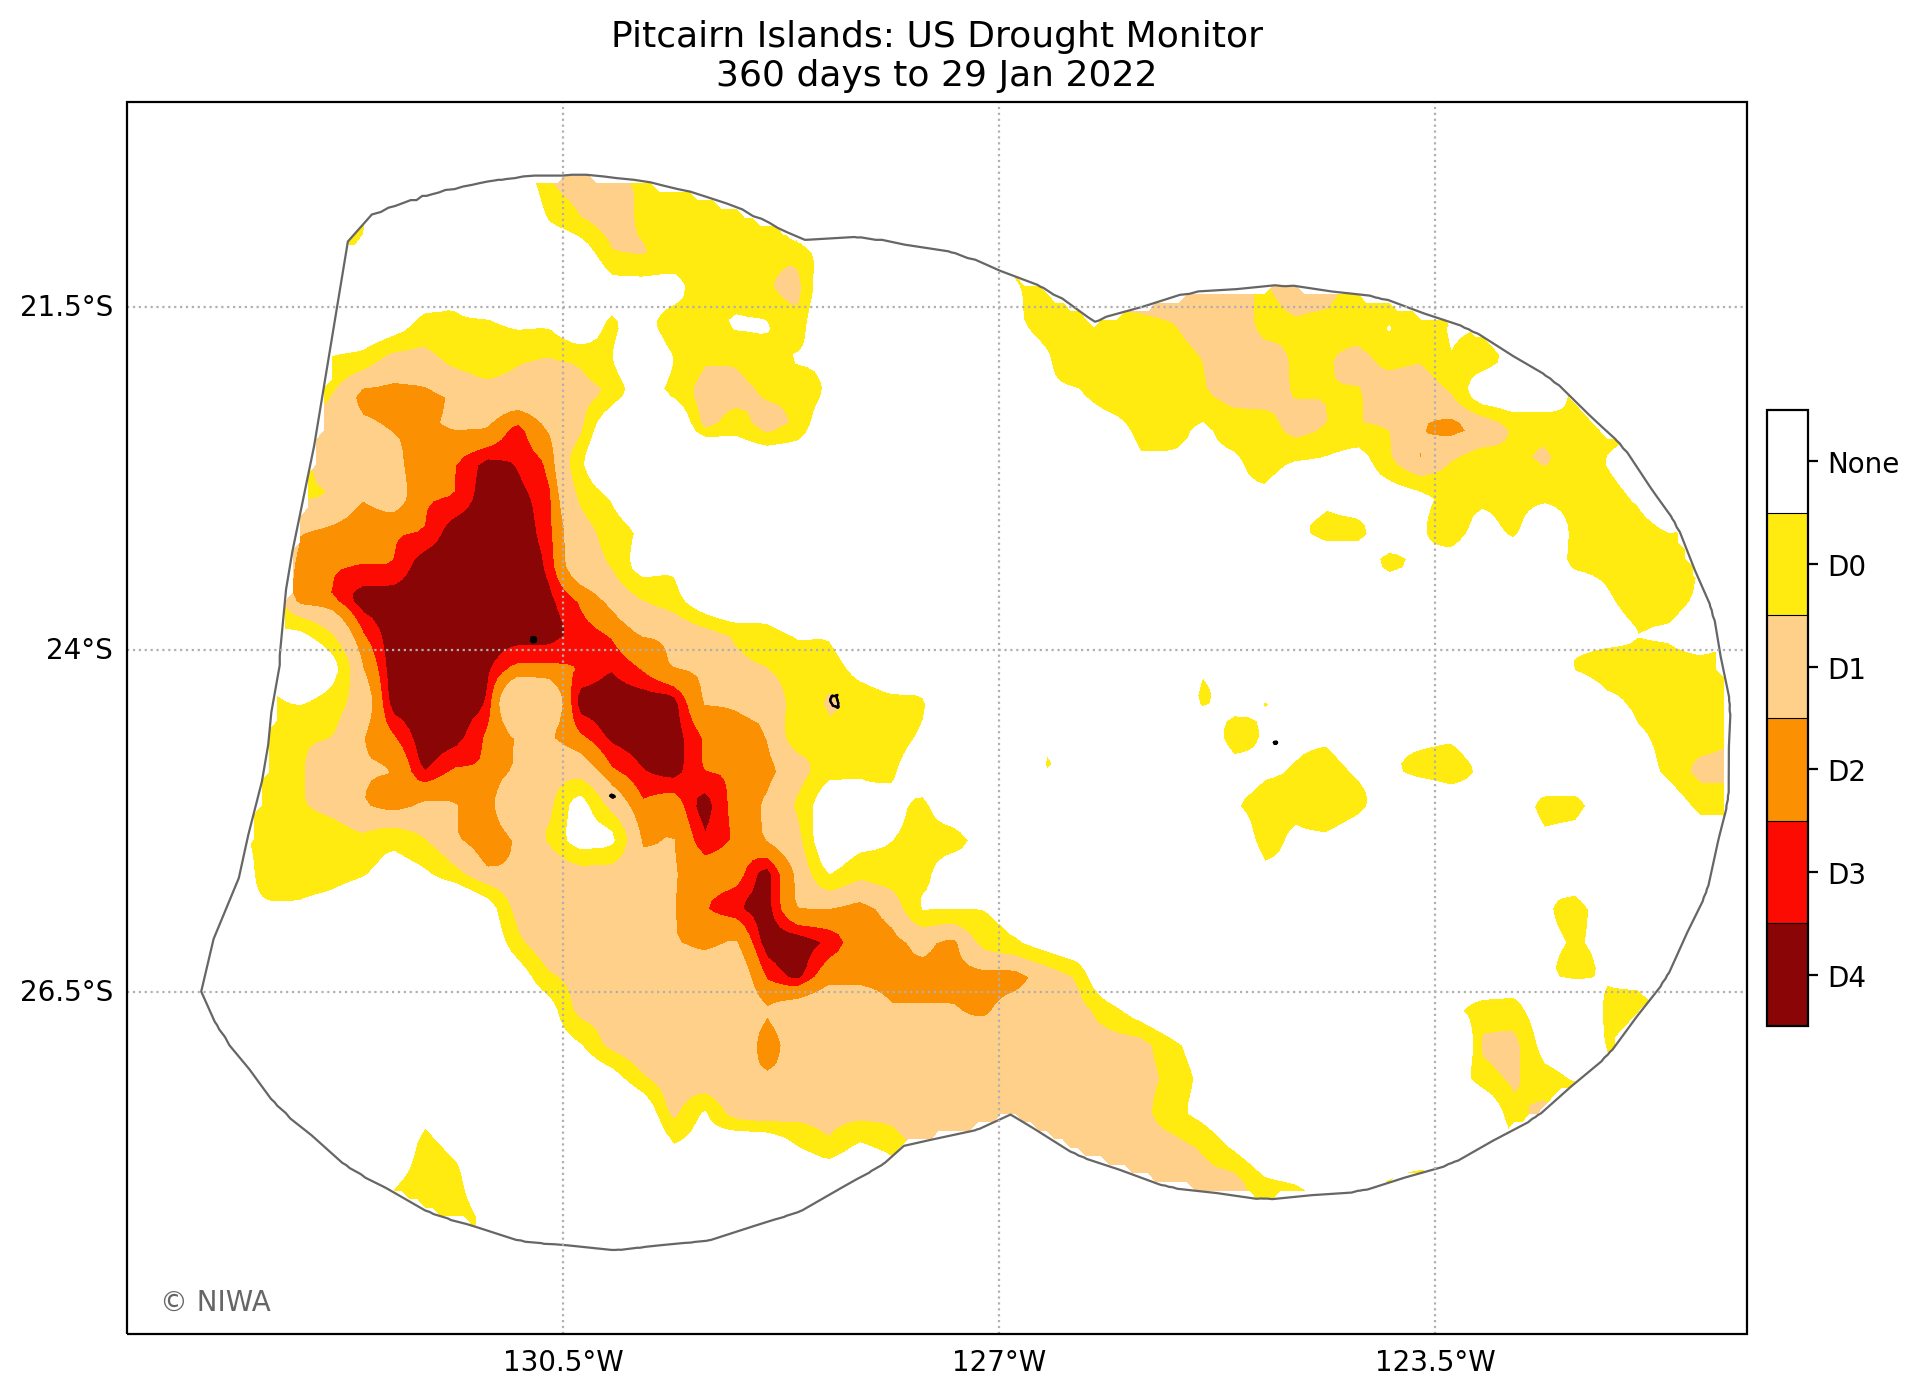 Pitcairn Islands: US Drought Monitor
360 days to 29 Jan 2022
21.5°S
24°S
26.5°S
130.5°W
127°W
123.5°W
None
D0
D1
D2
D3
D4
© NIWA